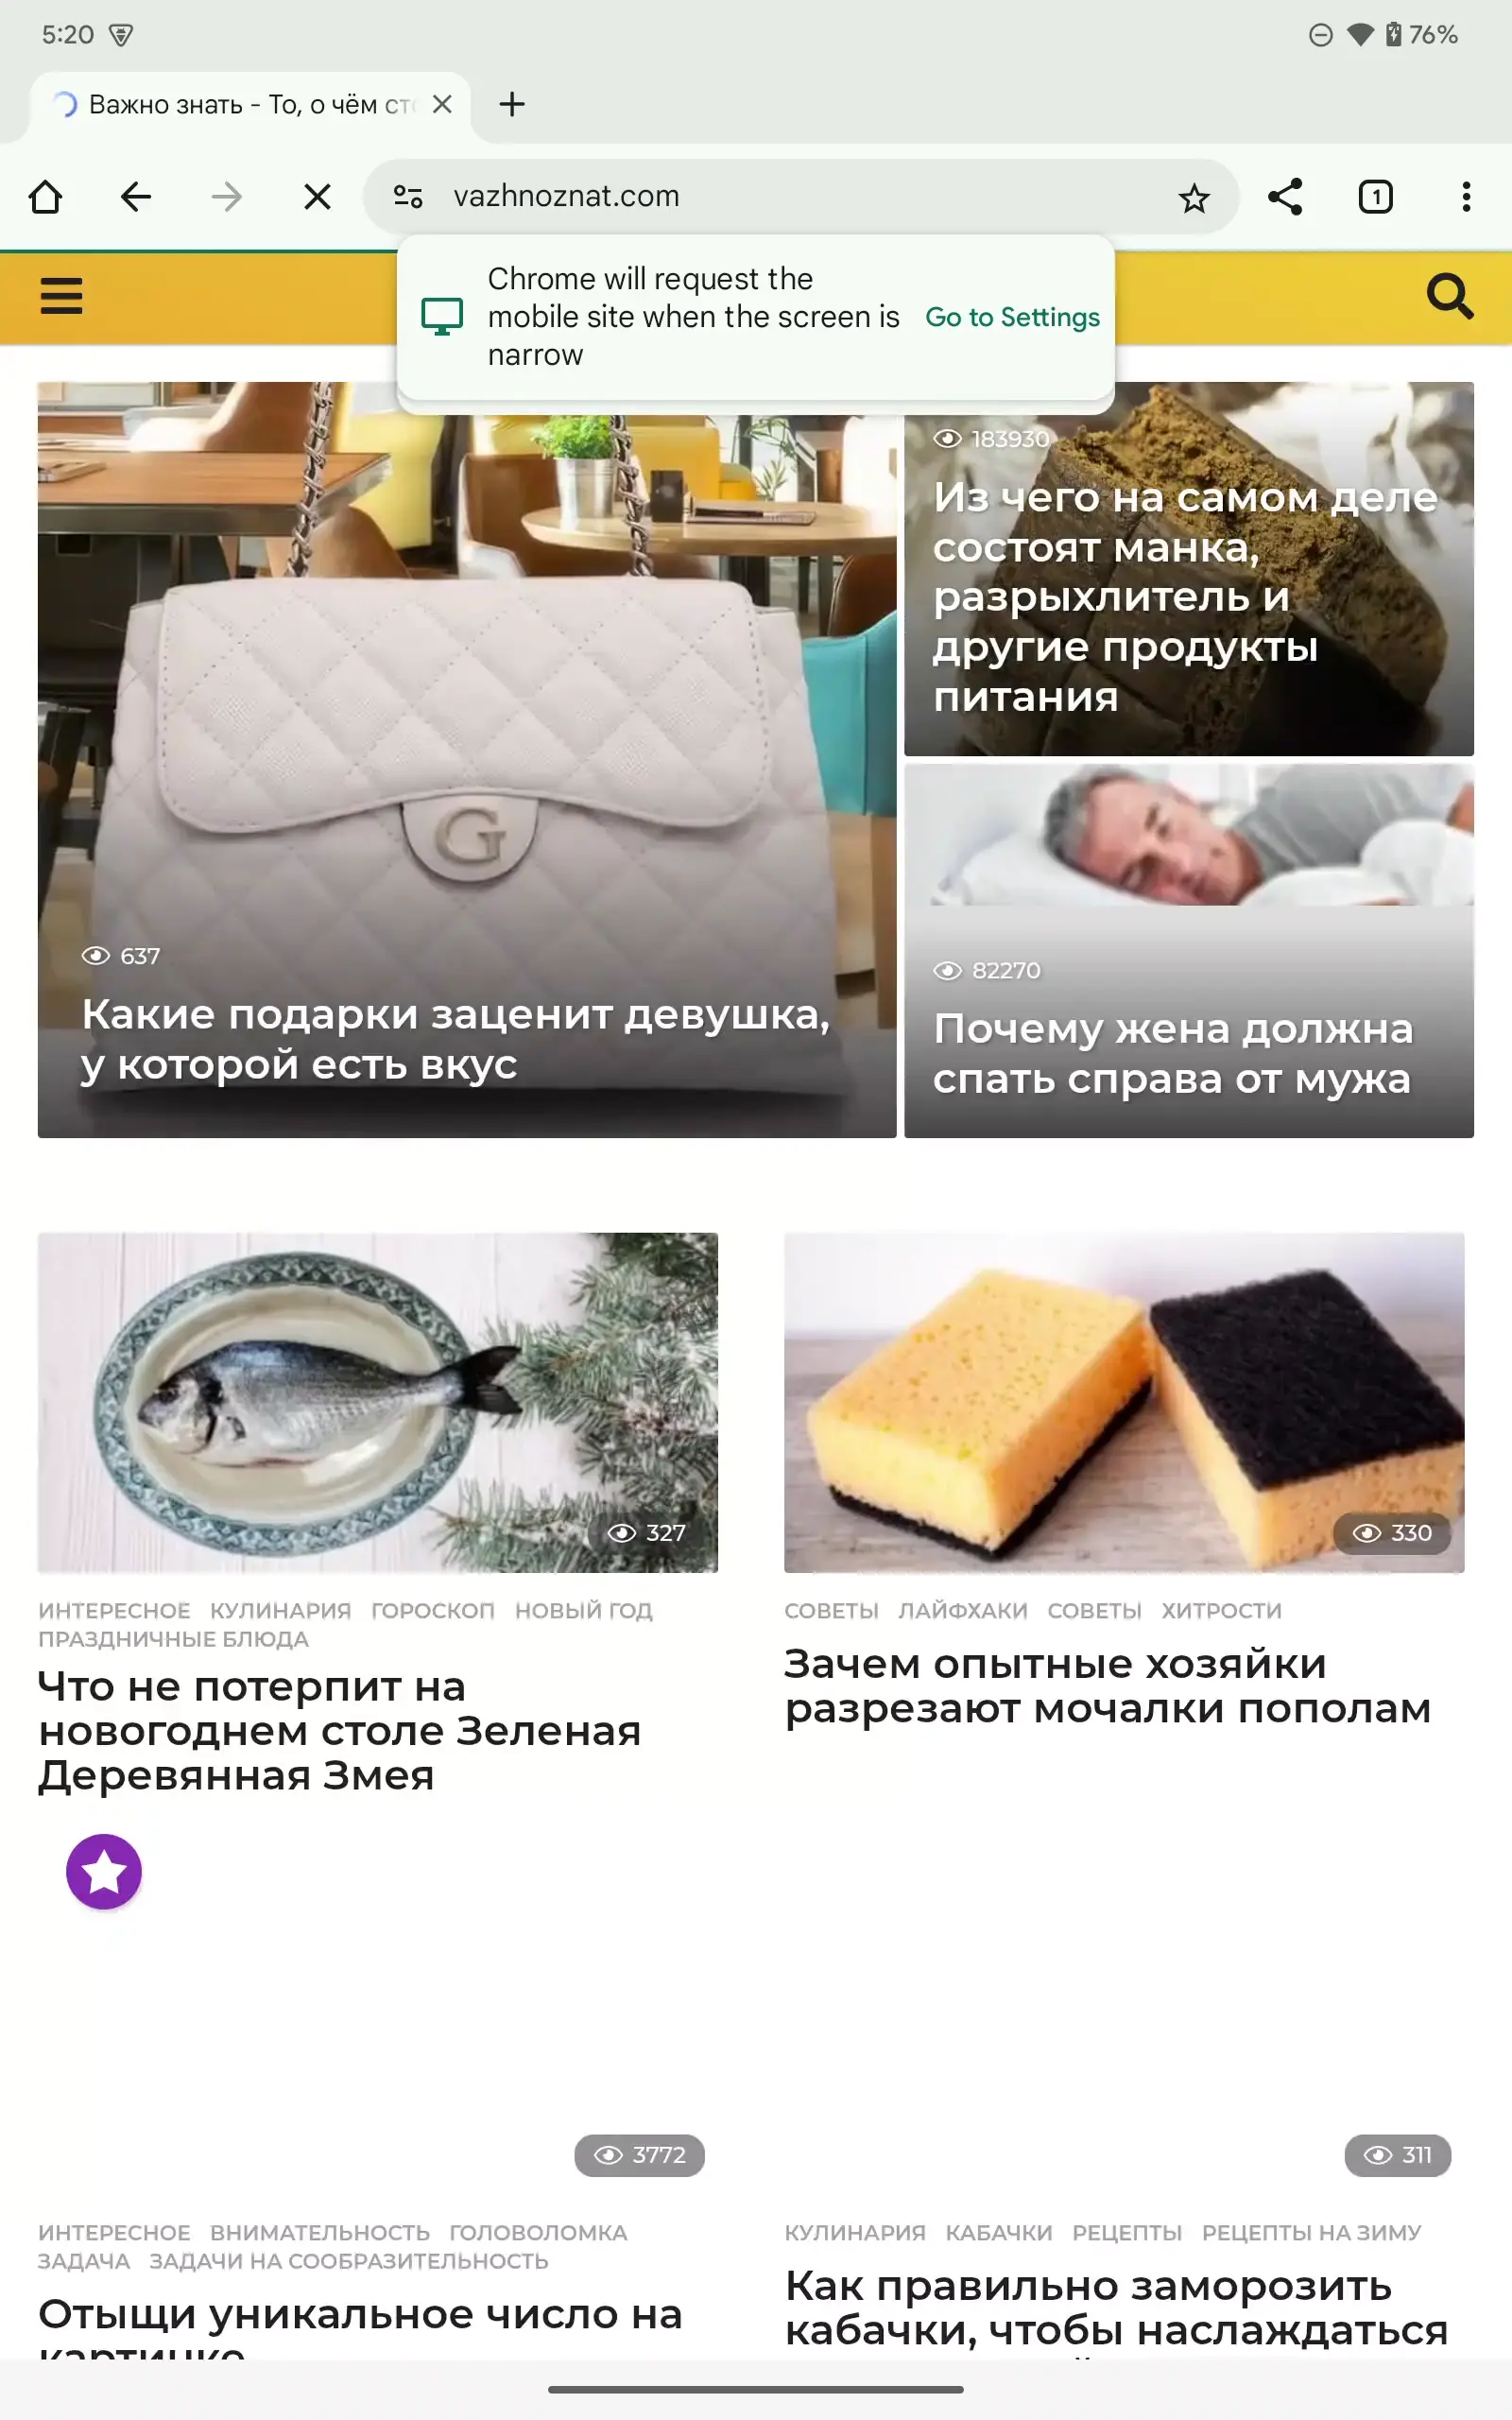 5:20
76%
Важно знать - То, о чём сто
vazhnoznat.com
1
Chrome will request the
mobile site when the screen is
narrow
Go to Settings
G
637
Какие подарки заценит девушка,
у которой есть вкус
183930
Из чего на самом деле
состоят манка,
разрыхлитель и
другие продукты
питания
82270
Почему жена должна
спать справа от мужа
327
ИНТЕРЕСНОЕ КУЛИНАРИЯ ГОРОСКОП НОВЫЙ ГОД
ПРАЗДНИЧНЫЕ БЛЮДА
Что не потерпит на
новогоднем столе Зеленая
Деревянная Змея
330
СОВЕТЫ ЛАЙФХАКИ СОВЕТЫ ХИТРОСТИ
Зачем опытные хозяйки
разрезают мочалки пополам
3772
ИНТЕРЕСНОЕ ВНИМАТЕЛЬНОСТЬ ГОЛОВОЛОМКА
ЗАДАЧА ЗАДАЧИ НА СООБРАЗИТЕЛЬНОСТЬ
Отыщи уникальное число на
картинке
311
КУЛИНАРИЯ КАБАЧКИ РЕЦЕПТЫ РЕЦЕПТЫ НА ЗИМУ
Как правильно заморозить
кабачки, чтобы наслаждаться